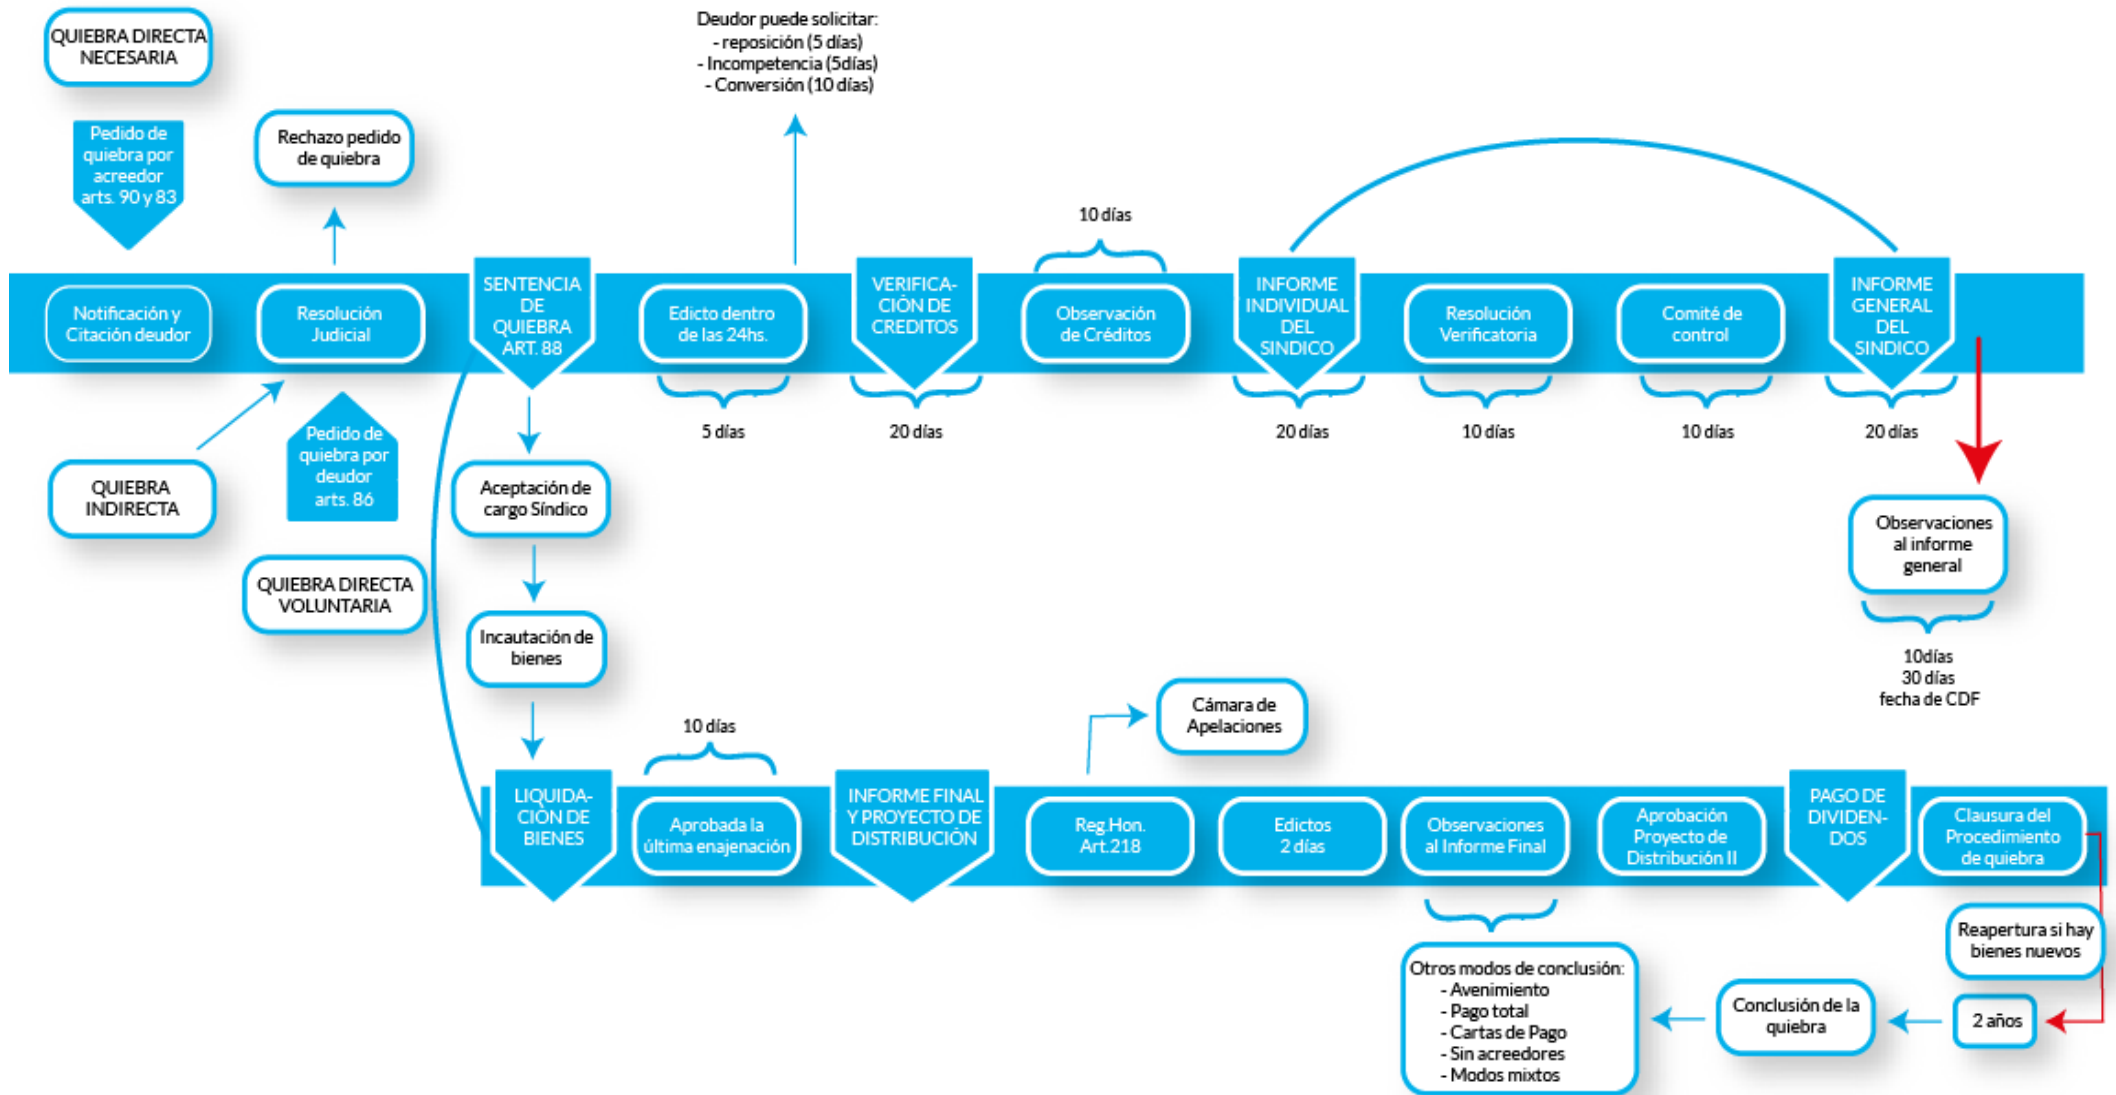 QUIEBRA DIRECTA
NECESARIA
Pedido de
quiebra por
acreedor
arts. 90 y 83
Rechazo pedido
de quiebra
Deudor puede solicitar:
- reposición (5 días)
- Incompetencia (5días)
- Conversión (10 días)
Notificación y
Citación deudor
Resolución
Judicial
SENTENCIA
DE
QUIEBRA
ART. 88
Edicto dentro
de las 24hs.
5 días
VERIFICA-
CIÓN DE
CREDITOS
20 días
10 días
Observación
de Créditos
INFORME
INDIVIDUAL
DEL
SINDICO
20 días
Resolución
Verificatoria
10 días
Comité de
control
10 días
INFORME
GENERAL
DEL
SINDICO
20 días
QUIEBRA
INDIRECTA
Pedido de
quiebra por
deudor
arts. 86
QUIEBRA DIRECTA
VOLUNTARIA
Aceptación de
cargo Síndico
Incautación de
bienes
Observaciones
al informe
general
10días
30 días
fecha de CDF
LIQUIDA-
CIÓN DE
BIENES
10 días
Aprobada la
última enajenación
INFORME FINAL
Y PROYECTO DE
DISTRIBUCIÓN
Cámara de
Apelaciones
Reg.Hon.
Art.218
Edictos
2 días
Observaciones
al Informe Final
Aprobación
Proyecto de
Distribución II
PAGO DE
DIVIDEN-
DOS
Clausura del
Procedimiento
de quiebra
Reapertura si hay
bienes nuevos
2 años
Conclusión de la
quiebra
Otros modos de conclusión:
- Avenimiento
- Pago total
- Cartas de Pago
- Sin acreedores
- Modos mixtos